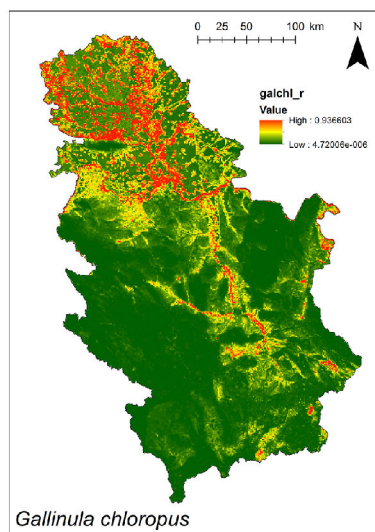 0 25 50 100 km
N
galchl_r
Value
High : 0.936603
Low : 4.72006e-006
Gallinula chloropus